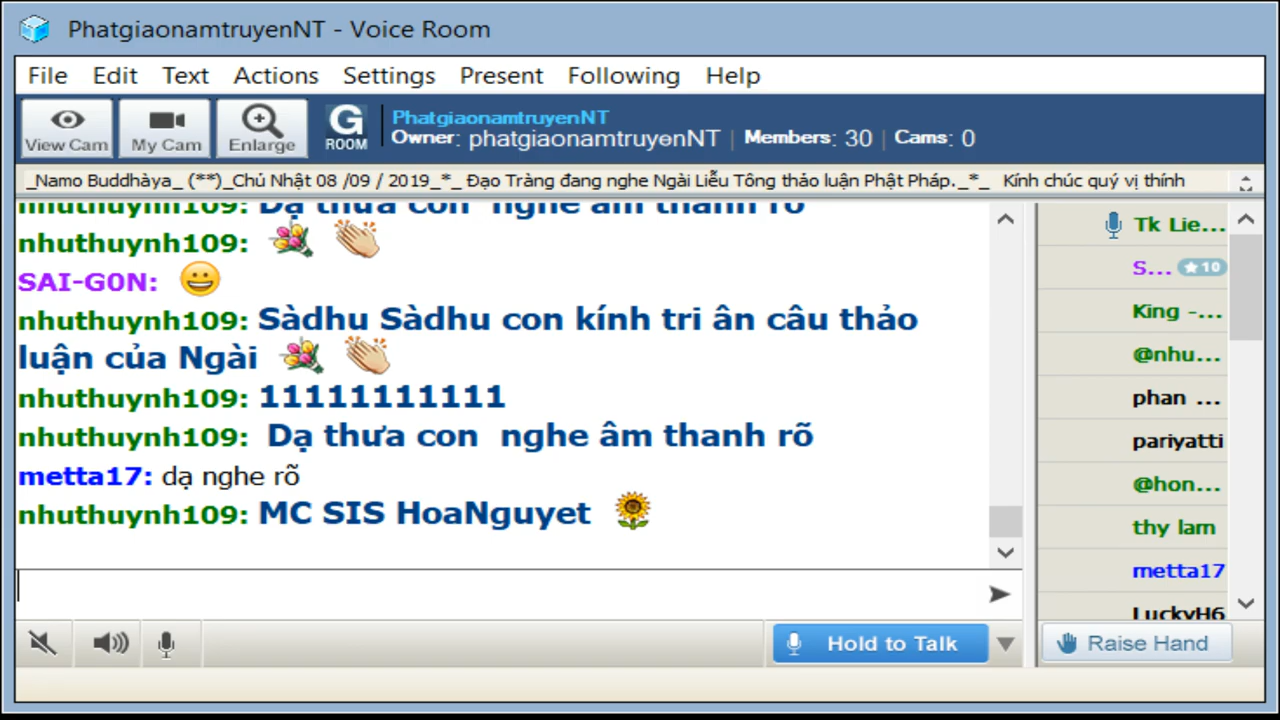 PhatgiaonamtruyenNT - Voice Room
File Edit Text Actions Settings Present Following Help
View Cam My Cam Enlarge G ROOM
PhatgiaonamtruyenNT
Owner: phatgiaonamtruyenNT | Members: 30 | Cams: 0
_Namo Buddhàya_ (**)_Chủ Nhật 08 /09 / 2019_*_ Đạo Tràng đang nghe Ngài Liễu Tông thảo luận Phật Pháp._*_ Kính chúc quý vị thính
nhuthuynh109: Dạ thưa con nghe âm thanh rõ
nhuthuynh109:
SAI-G0N:
nhuthuynh109: Sàdhu Sàdhu con kính tri ân câu thảo
luận của Ngài
nhuthuynh109: 11111111111
nhuthuynh109: Dạ thưa con nghe âm thanh rõ
metta17: dạ nghe rõ
nhuthuynh109: MC SIS HoaNguyet
Tk Lie...
S... 10
King -...
@nhu...
phan ...
pariyatti
@hon...
thy lam
metta17
LuckyH6
Hold to Talk
Raise Hand